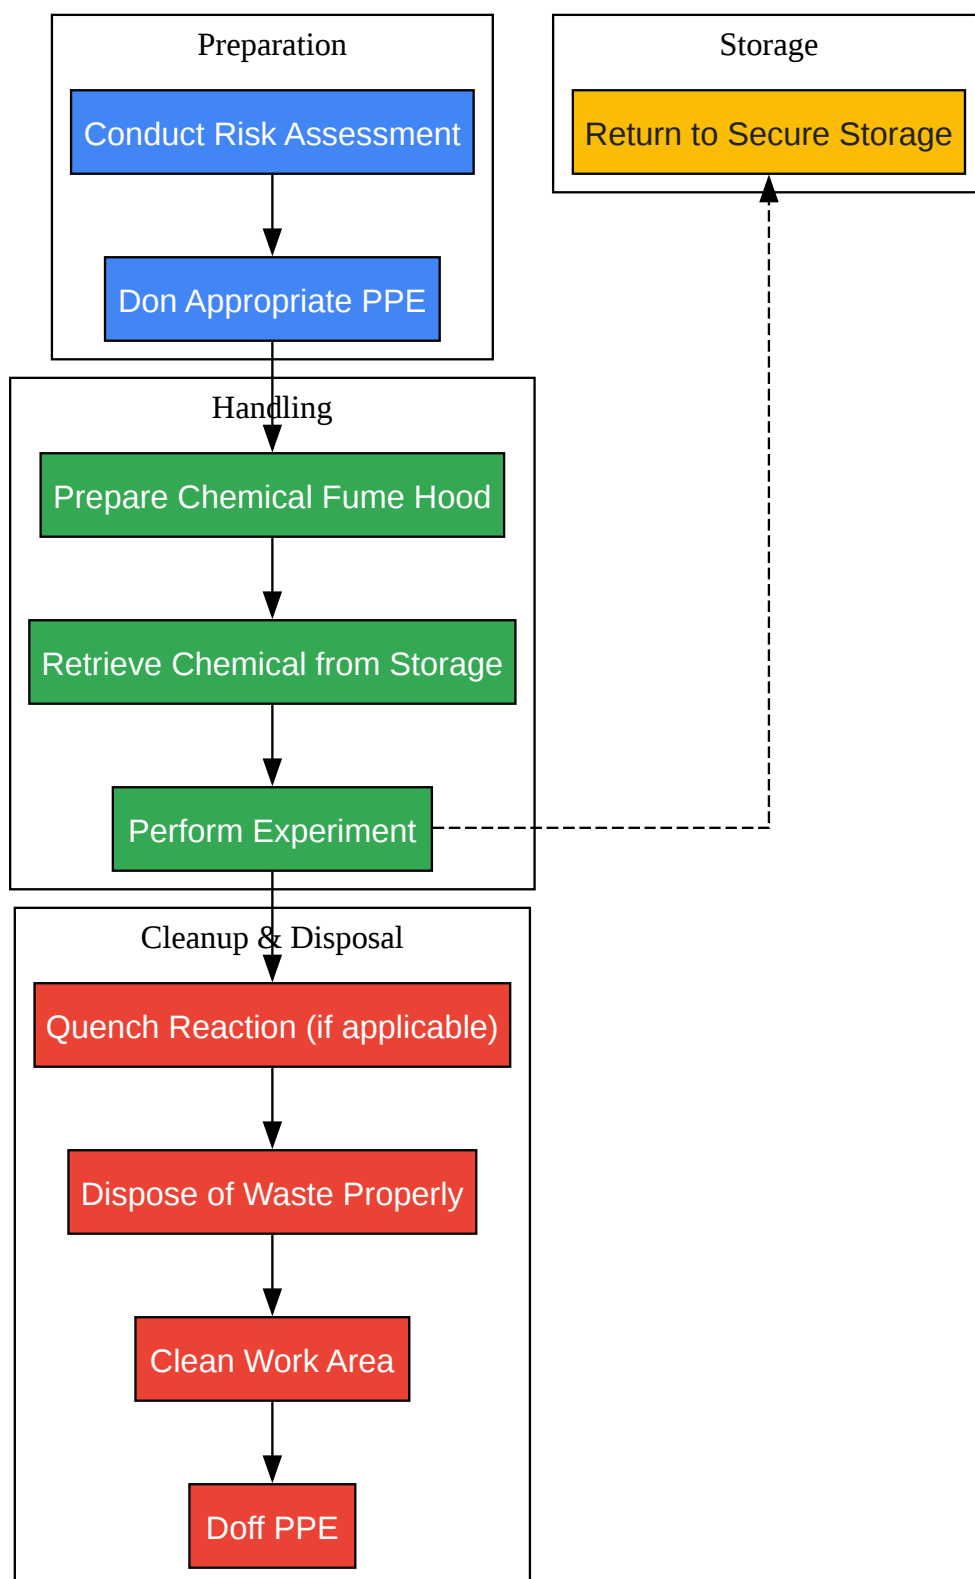 Preparation
Conduct Risk Assessment
Don Appropriate PPE
Storage
Return to Secure Storage
Handling
Prepare Chemical Fume Hood
Retrieve Chemical from Storage
Perform Experiment
Cleanup & Disposal
Quench Reaction (if applicable)
Dispose of Waste Properly
Clean Work Area
Doff PPE